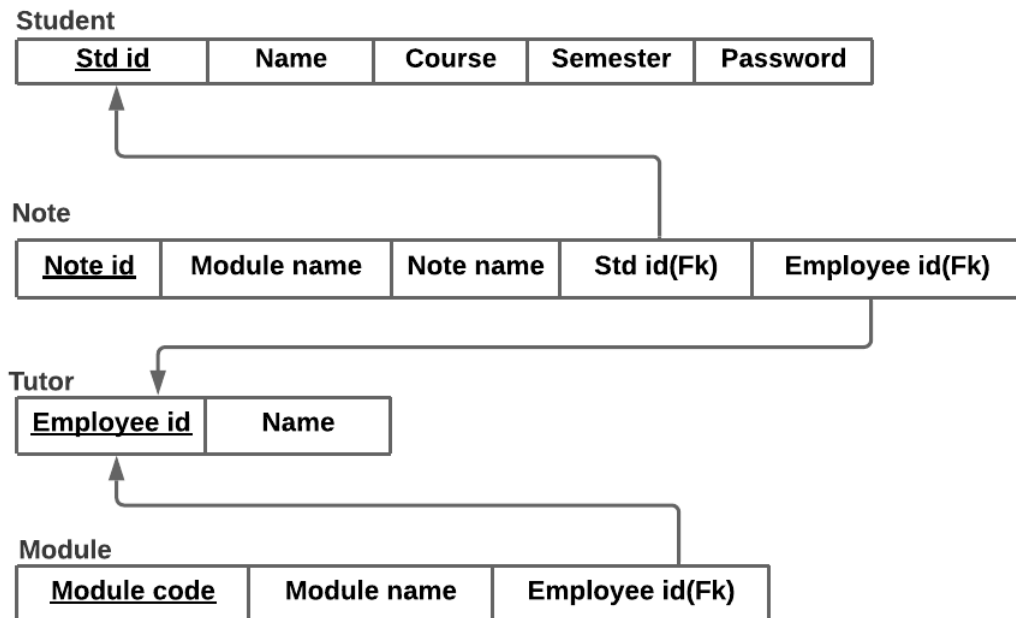 Student
Std id Name Course Semester Password
Note
Note id Module name Note name Std id(Fk) Employee id(Fk)
Tutor
Employee id Name
Module
Module code Module name Employee id(Fk)